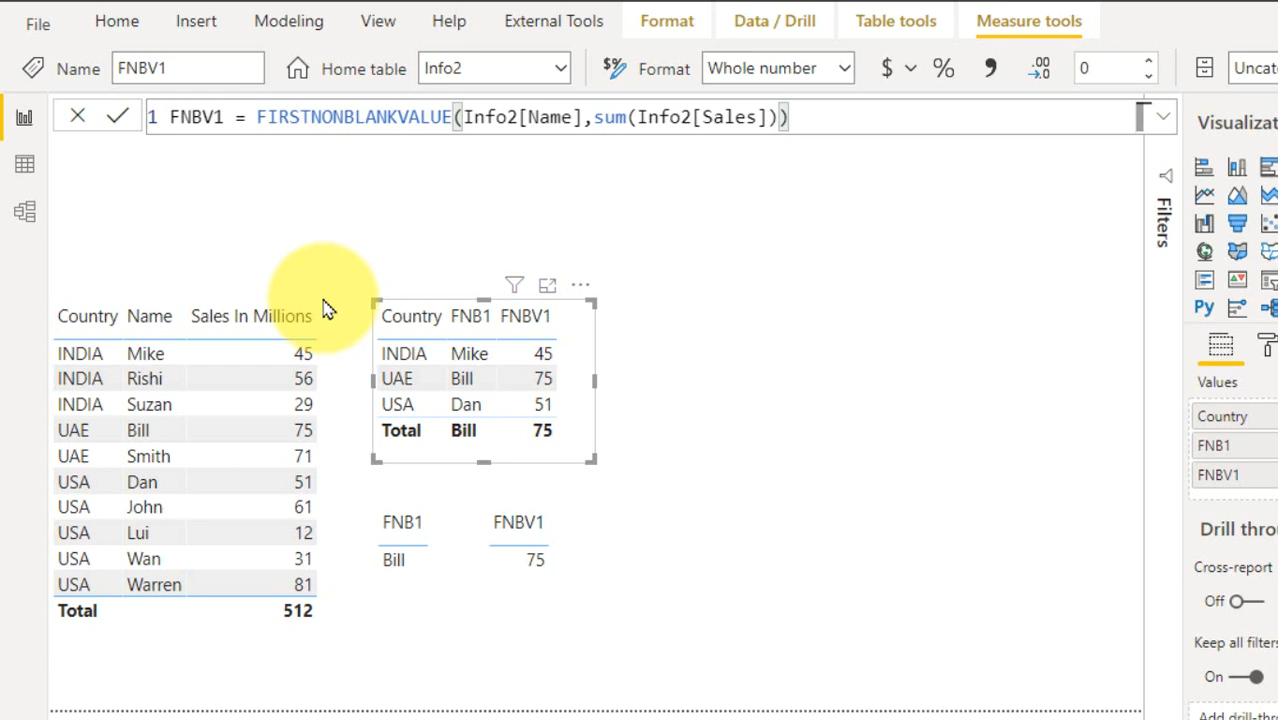 File Home Insert Modeling View Help External Tools Format Data / Drill Table tools Measure tools
Name FNBV1 Home table Info2 $% Format Whole number $ % , .00 →.0 0 Uncat
1 FNBV1 = FIRSTNONBLANKVALUE(Info2[Name],sum(Info2[Sales]))
Visualizat
Filters
Country Name Sales In Millions
INDIA Mike 45
INDIA Rishi 56
INDIA Suzan 29
UAE Bill 75
UAE Smith 71
USA Dan 51
USA John 61
USA Lui 12
USA Wan 31
USA Warren 81
Total 512
Country FNB1 FNBV1
INDIA Mike 45
UAE Bill 75
USA Dan 51
Total Bill 75
FNB1
Bill
FNBV1
75
Py
Values
Country
FNB1
FNBV1
Drill thro
Cross-report
Off
Keep all filters
On
Add drill-thro